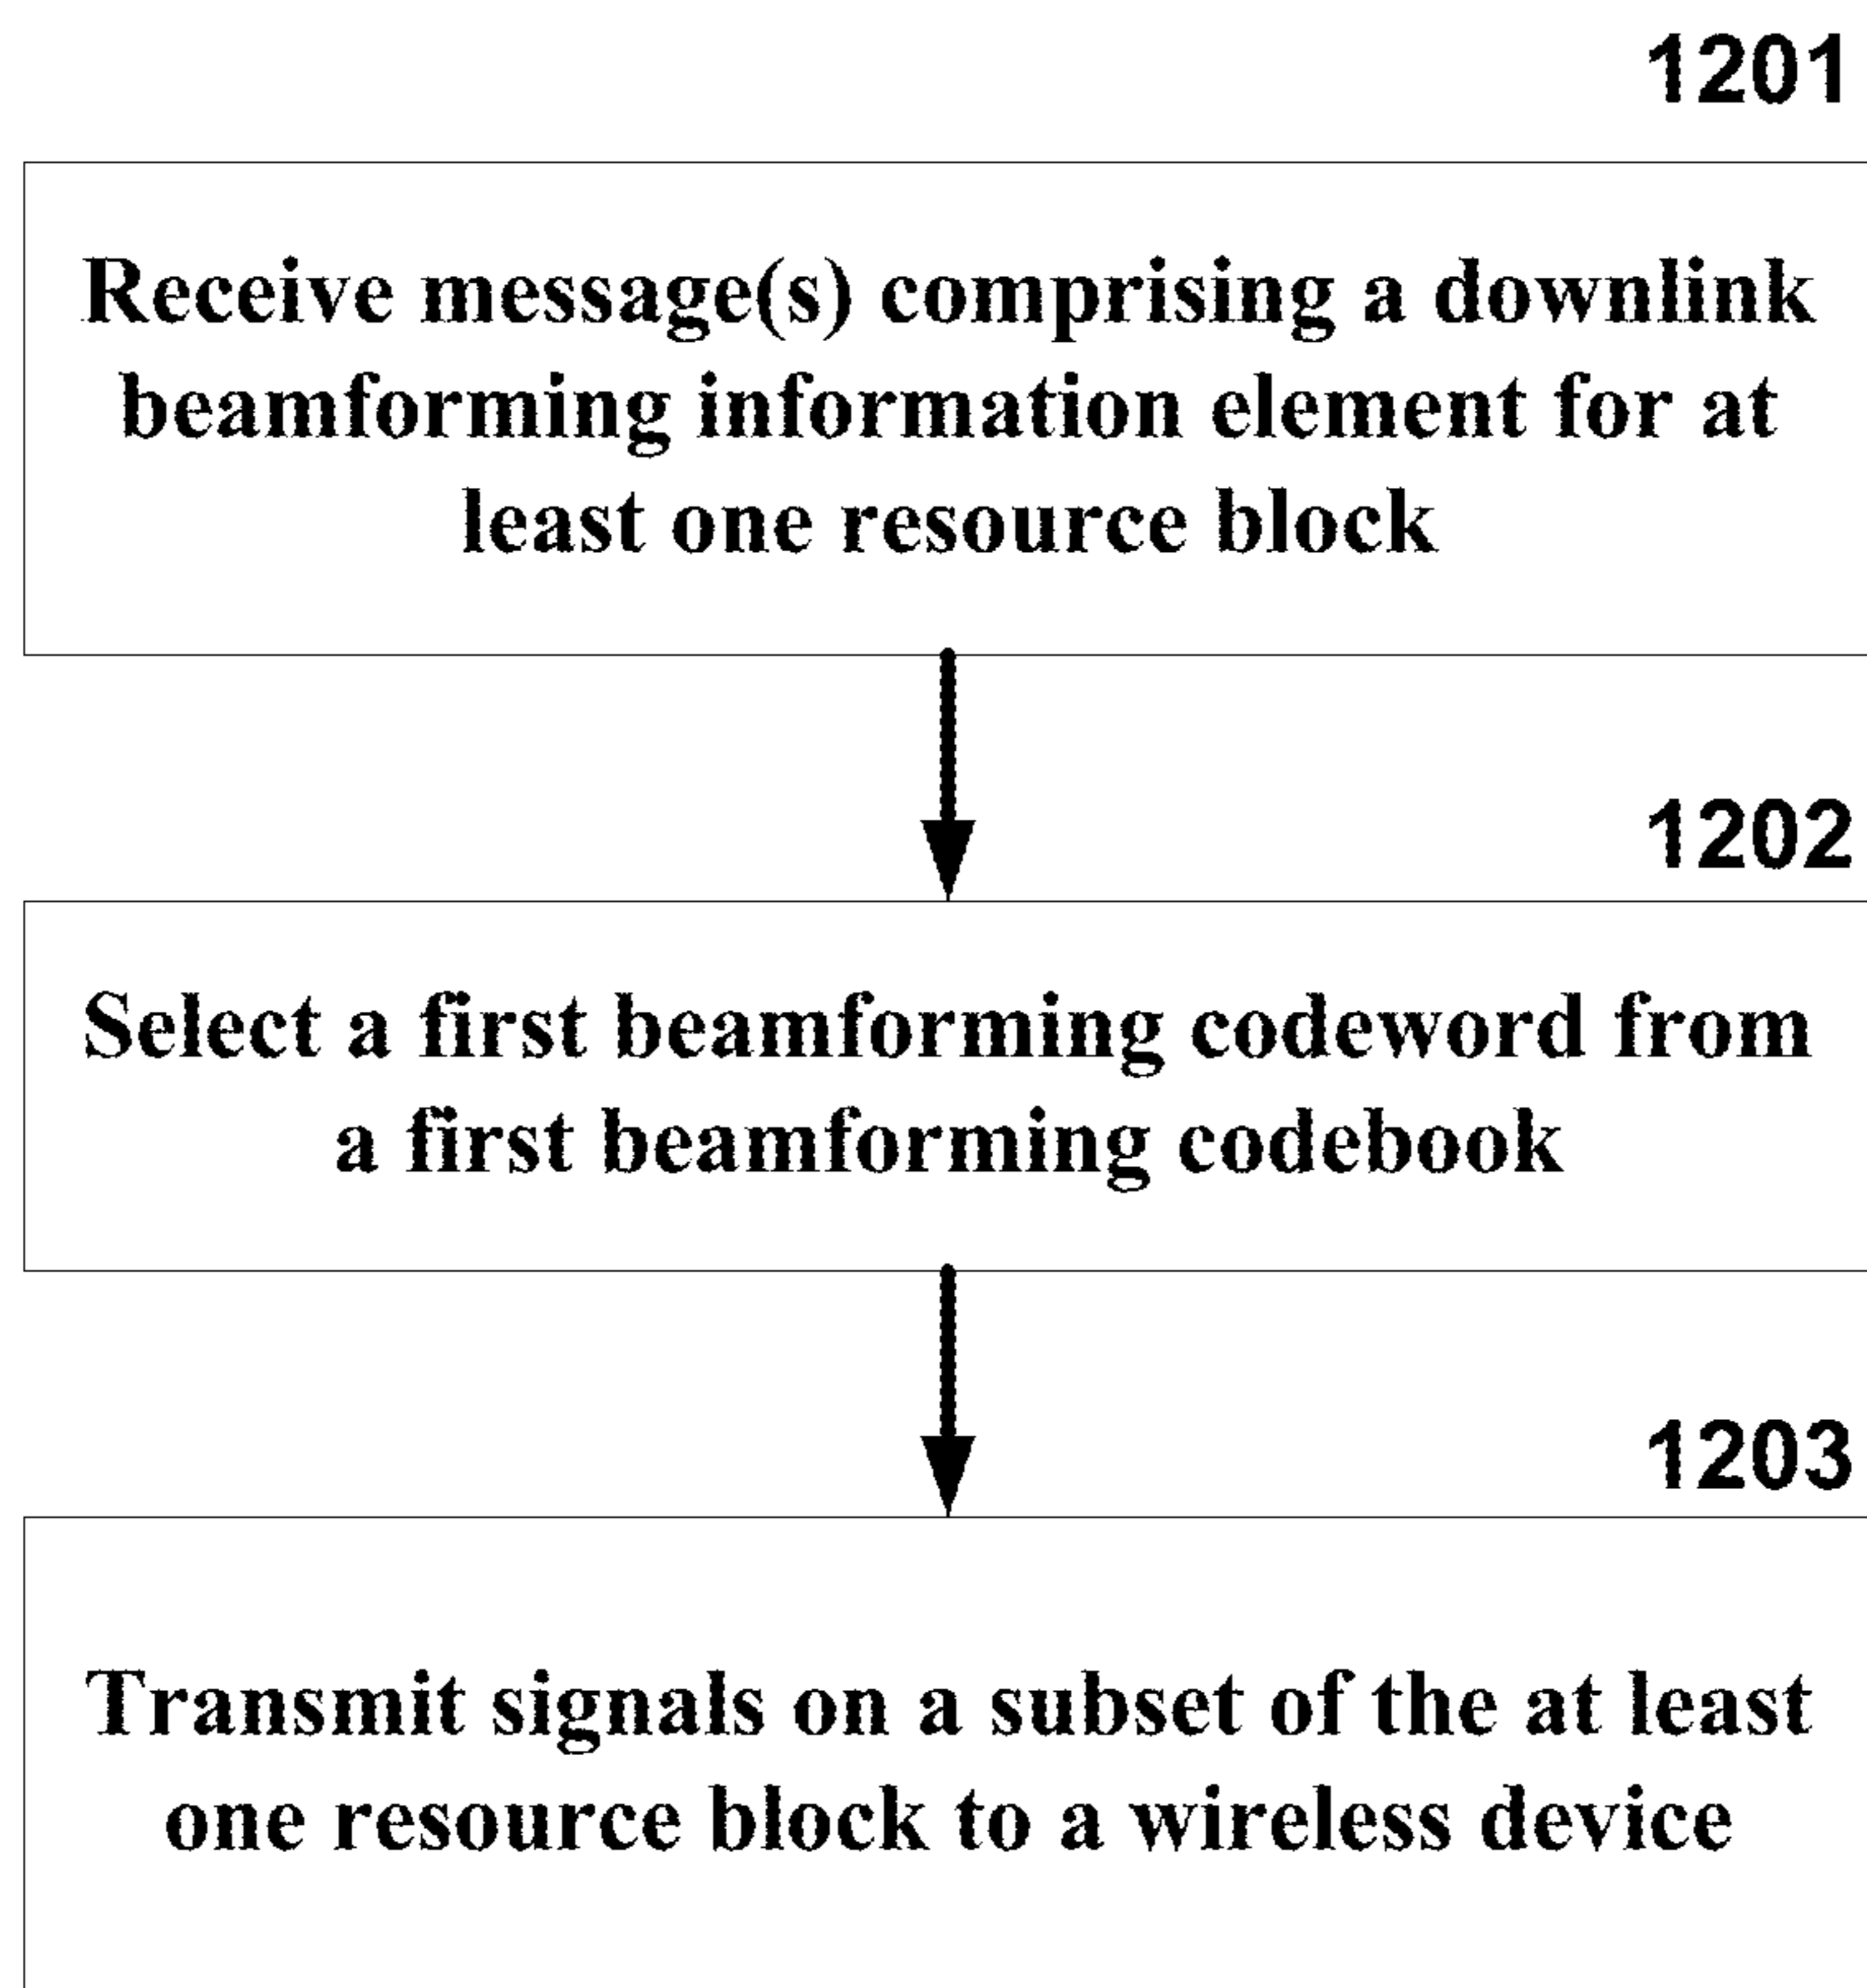 1201
Receive message(s) comprising a downlink
beamforming information element for at
least one resource block
1202
Select a first beamforming codeword from
a first beamforming codebook
1203
Transmit signals on a subset of the at least
one resource block to a wireless device